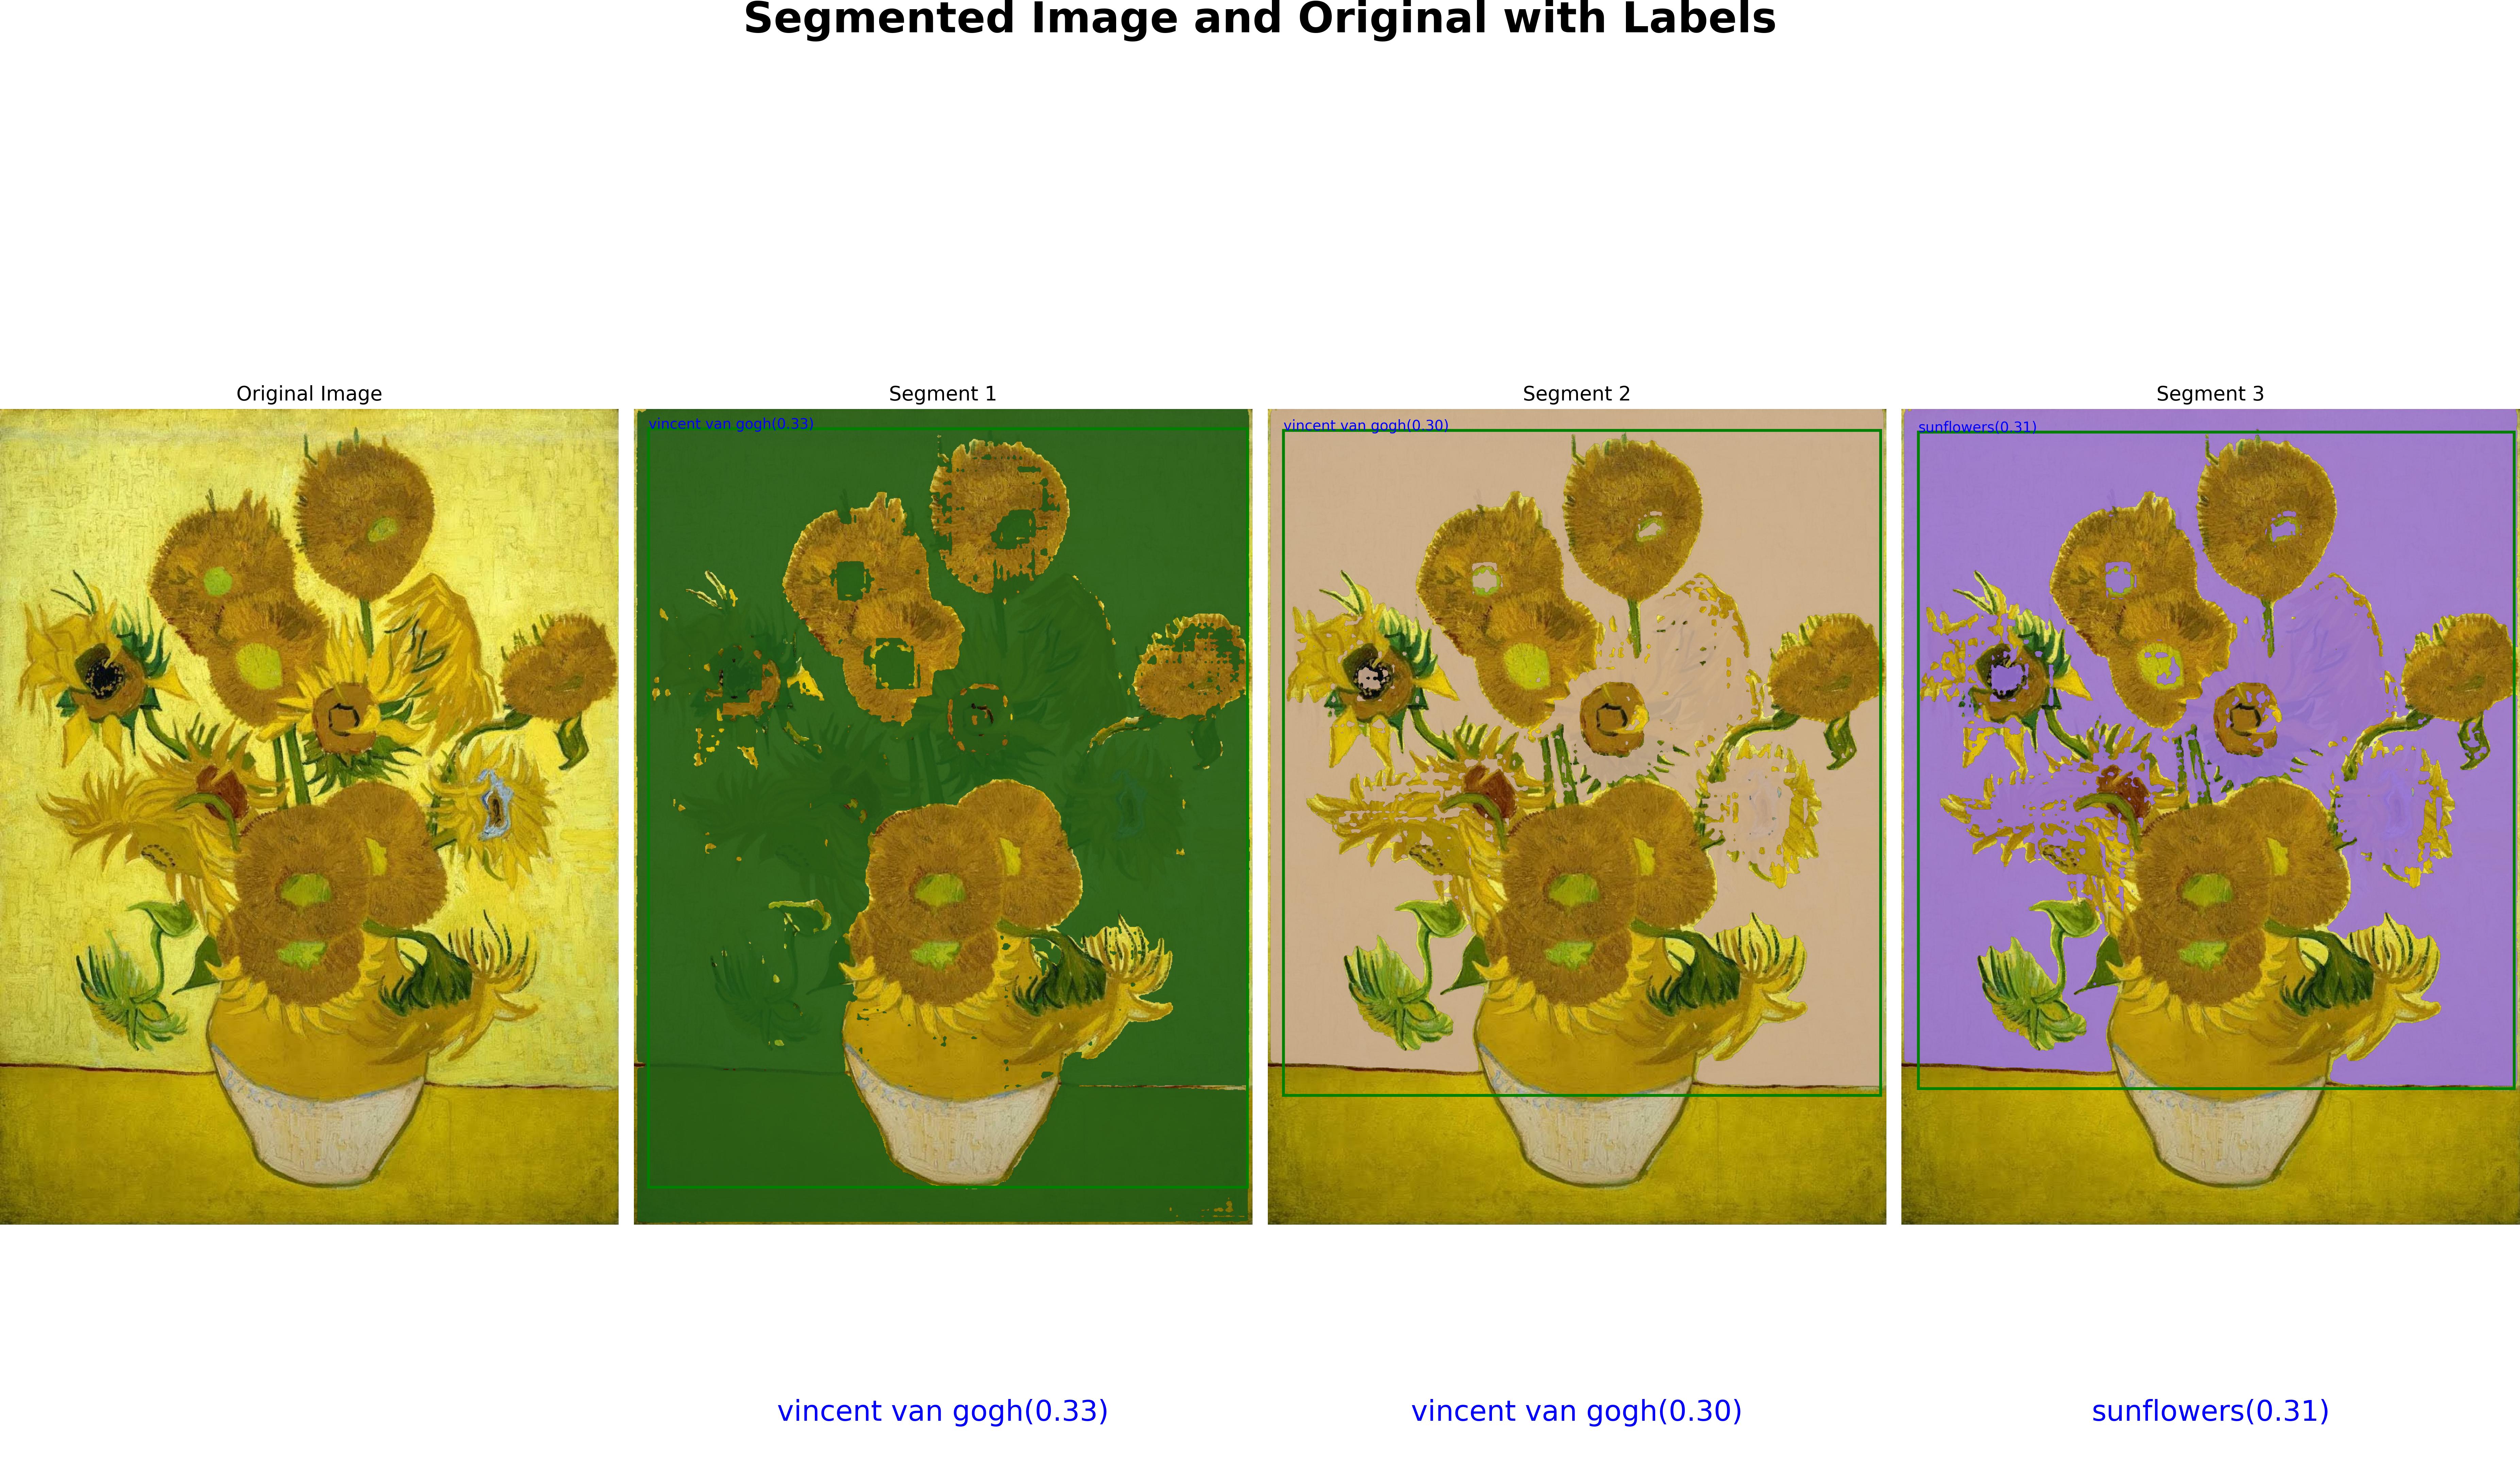 Segmented Image and Original with Labels
Original Image
Segment 1
Segment 2
Segment 3
vincent van gogh(0.33)
vincent van gogh(0.30)
sunflowers(0.31)
vincent van gogh(0.33)
vincent van gogh(0.30)
sunflowers(0.31)